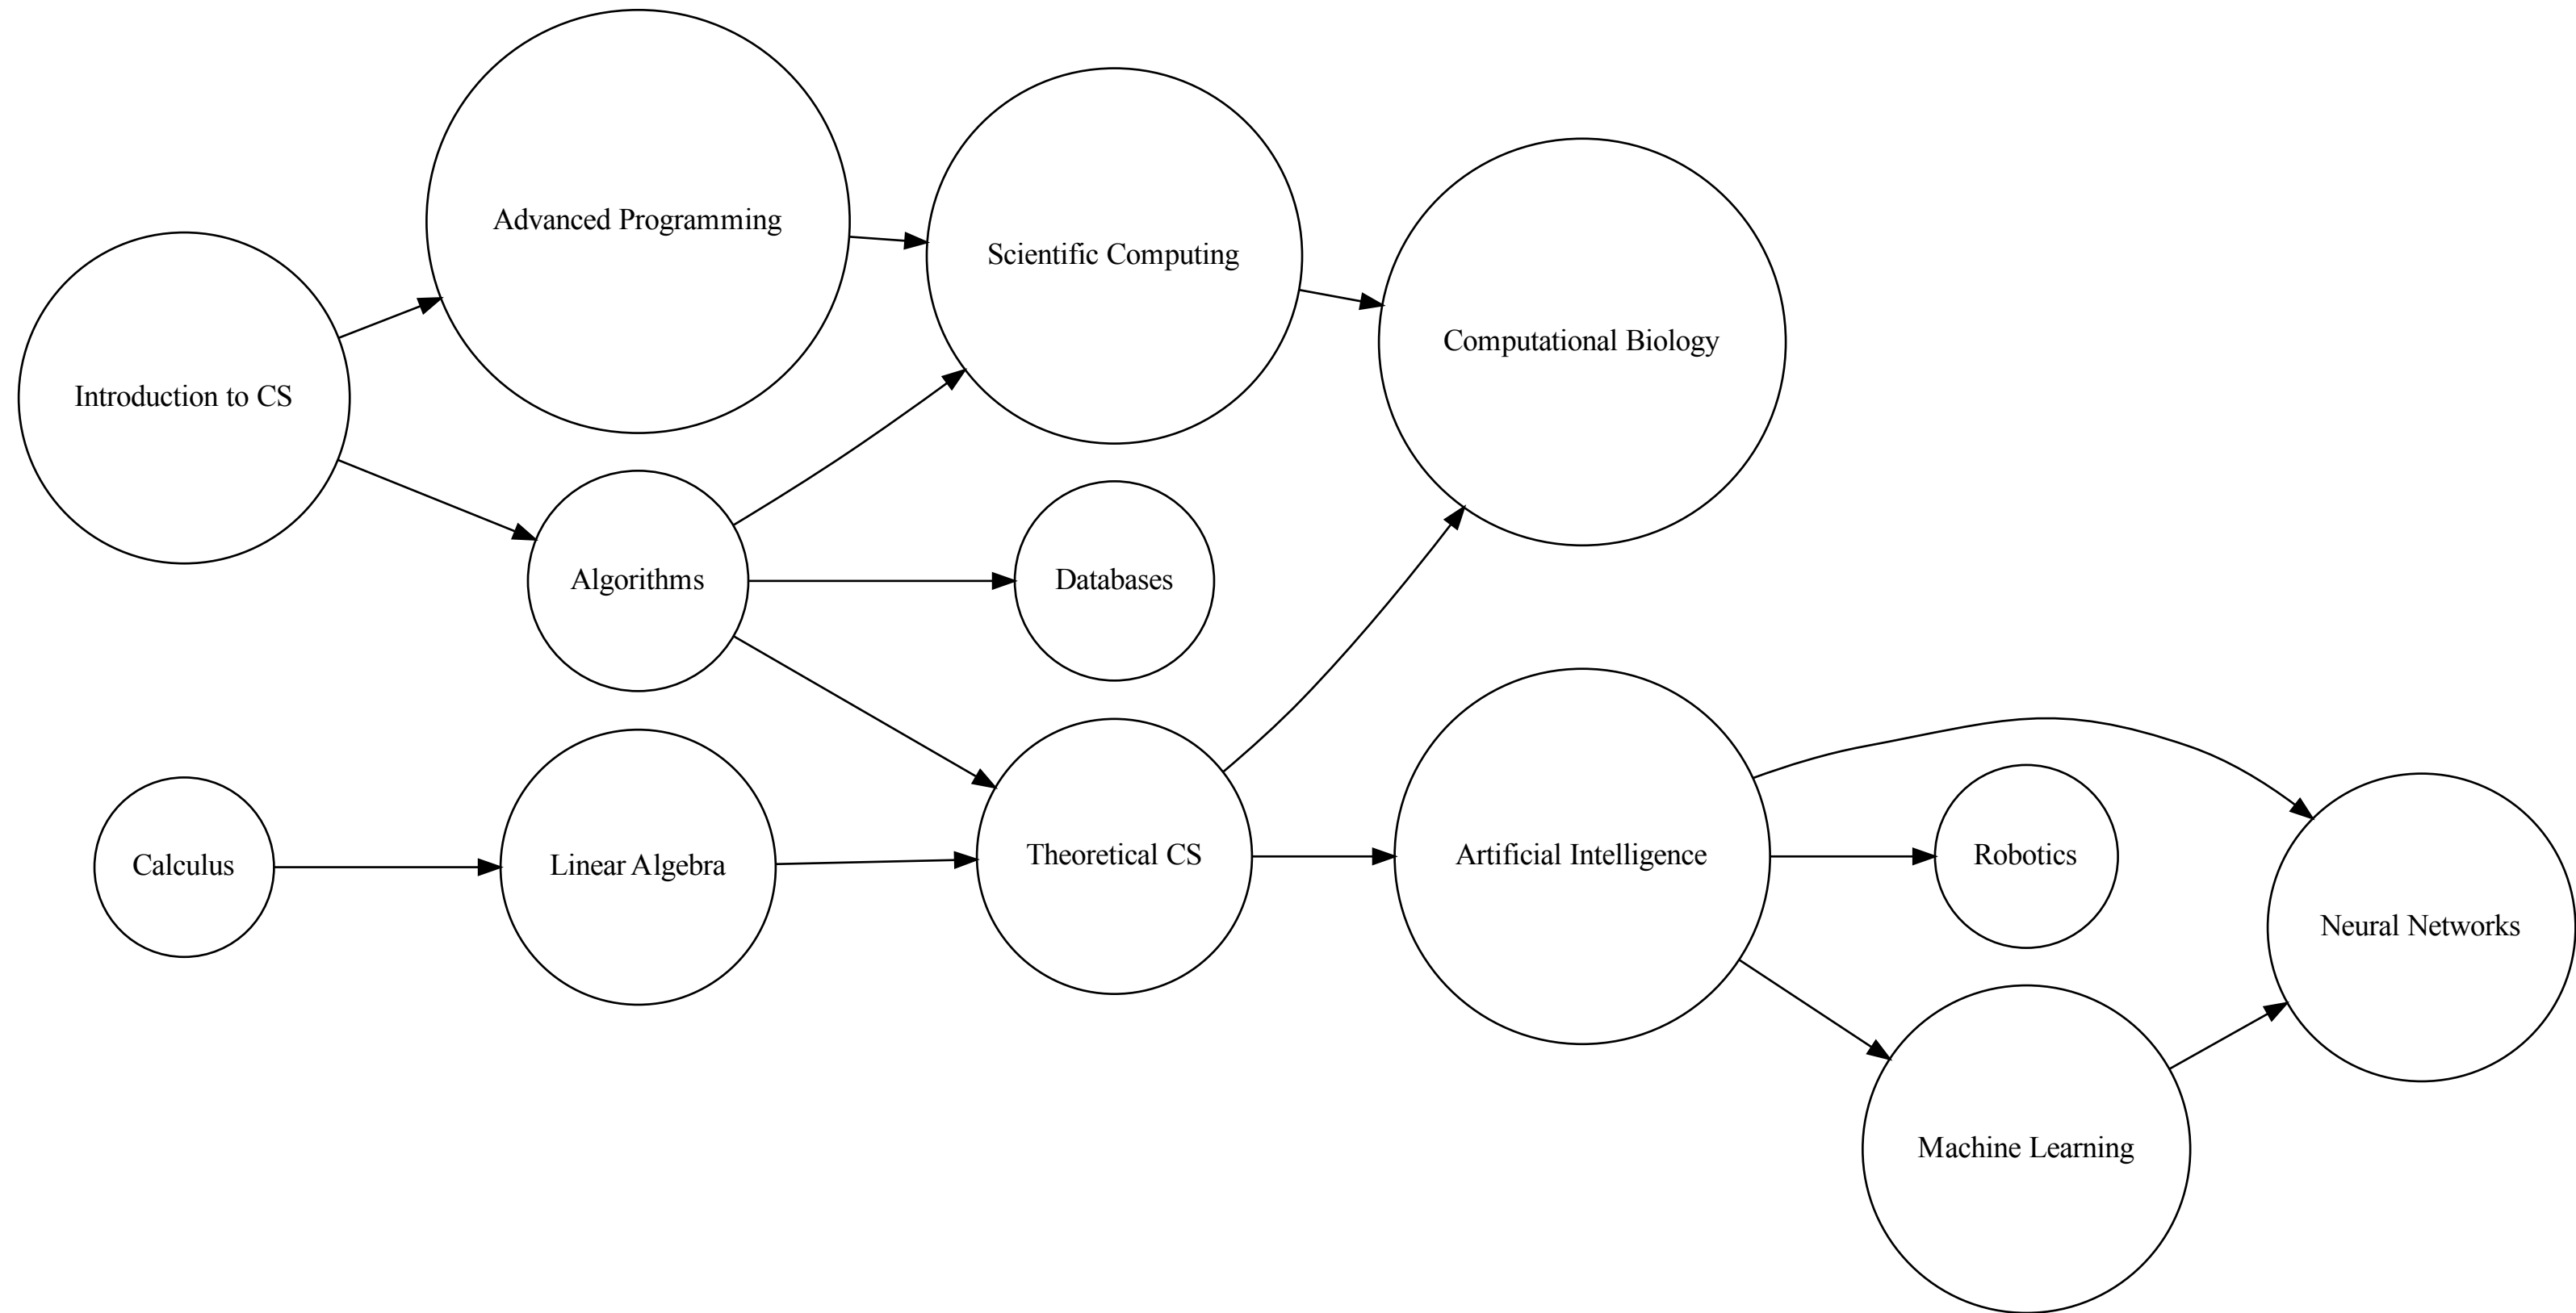 Advanced Programming
Scientific Computing
Computational Biology
Introduction to CS
Algorithms
Databases
Calculus
Linear Algebra
Theoretical CS
Artificial Intelligence
Robotics
Neural Networks
Machine Learning